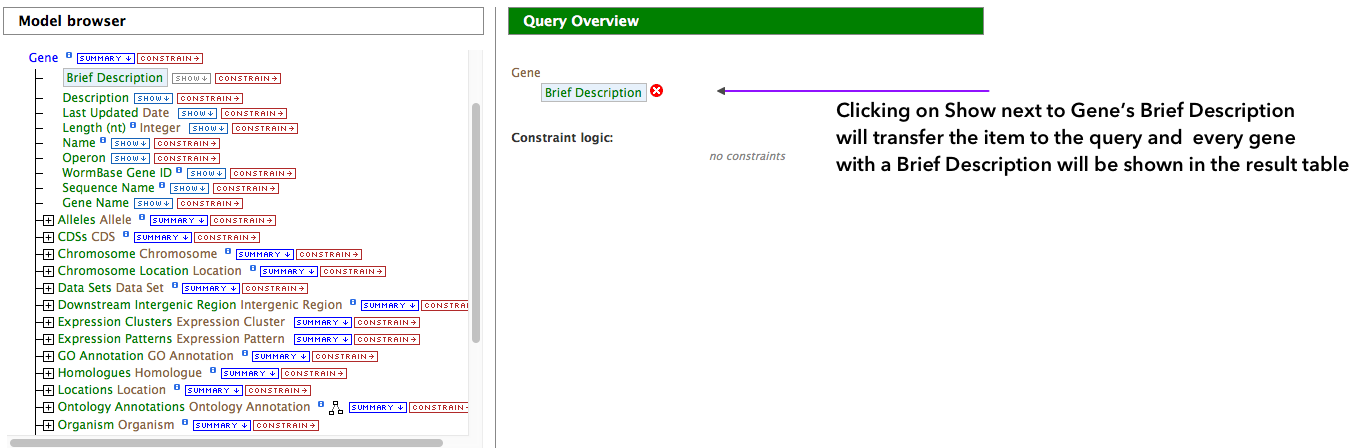 Model browser
Gene i SUMMARY ↓ CONSTRAIN →
Brief Description SHOW ↓ CONSTRAIN →
Description SHOW ↓ CONSTRAIN →
Last Updated Date SHOW ↓ CONSTRAIN →
Length (nt) i Integer SHOW ↓ CONSTRAIN →
Name i SHOW ↓ CONSTRAIN →
Operon SHOW ↓ CONSTRAIN →
WormBase Gene ID i SHOW ↓ CONSTRAIN →
Sequence Name i SHOW ↓ CONSTRAIN →
Gene Name SHOW ↓ CONSTRAIN →
Alleles Allele i SUMMARY ↓ CONSTRAIN →
CDSs CDS i SUMMARY ↓ CONSTRAIN →
Chromosome Chromosome i SUMMARY ↓ CONSTRAIN →
Chromosome Location Location i SUMMARY ↓ CONSTRAIN →
Data Sets Data Set i SUMMARY ↓ CONSTRAIN →
Downstream Intergenic Region Intergenic Region i SUMMARY ↓ CONSTRA
Expression Clusters Expression Cluster SUMMARY ↓ CONSTRAIN →
Expression Patterns Expression Pattern SUMMARY ↓ CONSTRAIN →
GO Annotation GO Annotation i SUMMARY ↓ CONSTRAIN →
Homologues Homologue i SUMMARY ↓ CONSTRAIN →
Locations Location i SUMMARY ↓ CONSTRAIN →
Ontology Annotations Ontology Annotation i SUMMARY ↓ CONSTRAIN
Organism Organism i SUMMARY ↓ CONSTRAIN →
Query Overview
Gene
Brief Description
Constraint logic:
no constraints
Clicking on Show next to Gene’s Brief Description
will transfer the item to the query and every gene
with a Brief Description will be shown in the result table